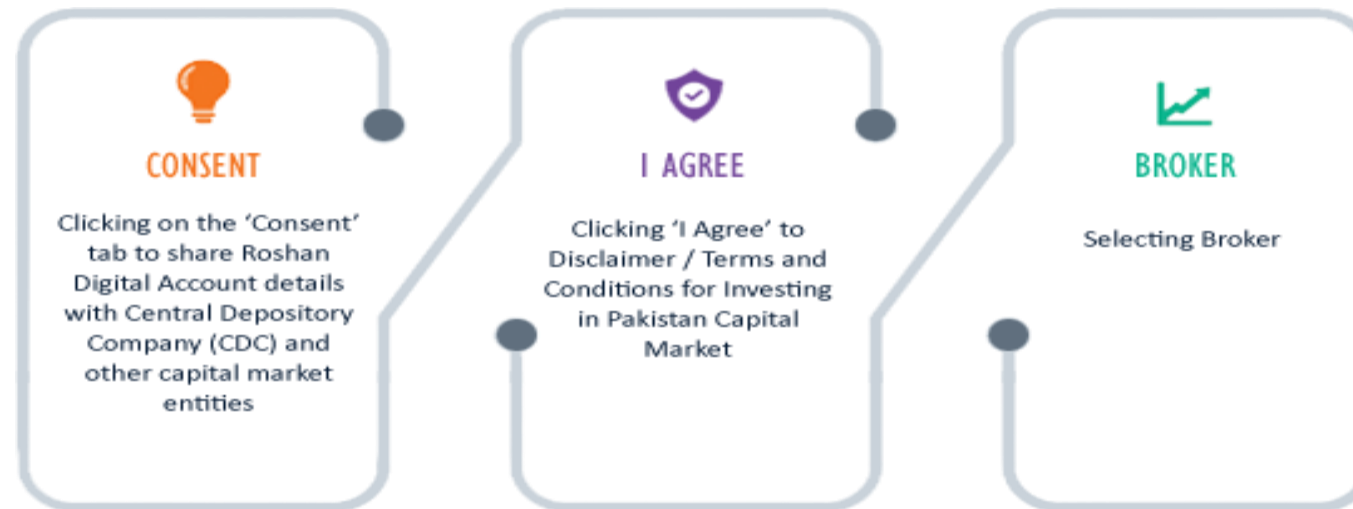 CONSENT
Clicking on the ‘Consent’
tab to share Roshan
Digital Account details
with Central Depository
Company (CDC) and
other capital market
entities
I AGREE
Clicking ‘I Agree’ to
Disclaimer / Terms and
Conditions for Investing
in Pakistan Capital
Market
BROKER
Selecting Broker